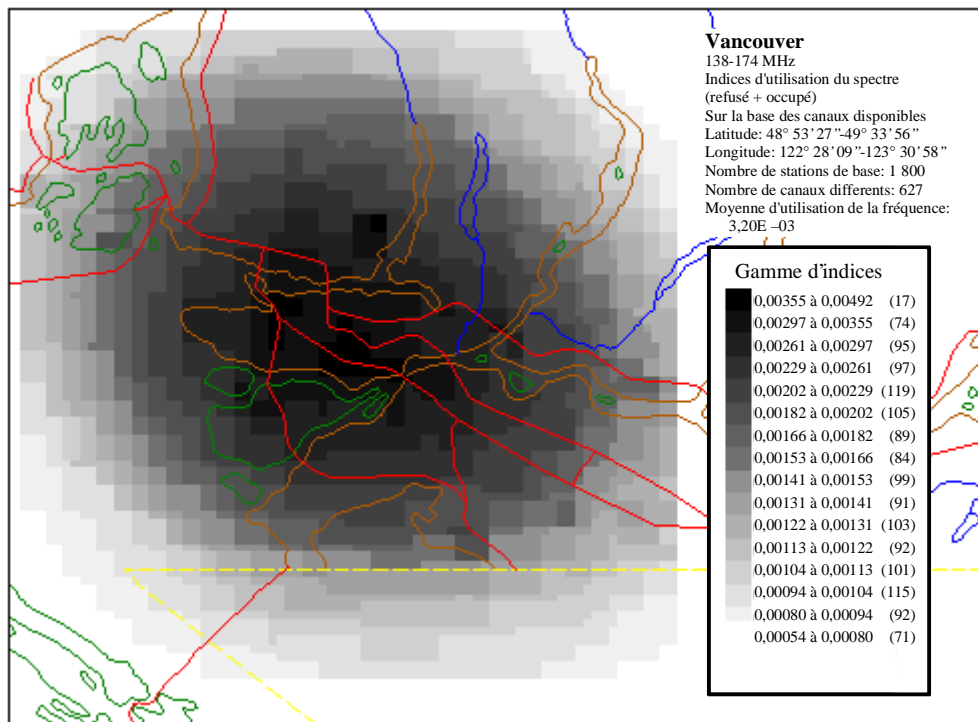 Vancouver
138-174 MHz
Indices d'utilisation du spectre
(refusé + occupé)
Sur la base des canaux disponibles
Latitude: 48° 53' 27"-49° 33' 56"
Longitude: 122° 28' 09"-123° 30' 58"
Nombre de stations de base: 1 800
Nombre de canaux differents: 627
Moyenne d'utilisation de la fréquence:
3,20E –03
Gamme d'indices
0,00355 à 0,00492 (17)
0,00297 à 0,00355 (74)
0,00261 à 0,00297 (95)
0,00229 à 0,00261 (97)
0,00202 à 0,00229 (119)
0,00182 à 0,00202 (105)
0,00166 à 0,00182 (89)
0,00153 à 0,00166 (84)
0,00141 à 0,00153 (99)
0,00131 à 0,00141 (91)
0,00122 à 0,00131 (103)
0,00113 à 0,00122 (92)
0,00104 à 0,00113 (101)
0,00094 à 0,00104 (115)
0,00080 à 0,00094 (92)
0,00054 à 0,00080 (71)